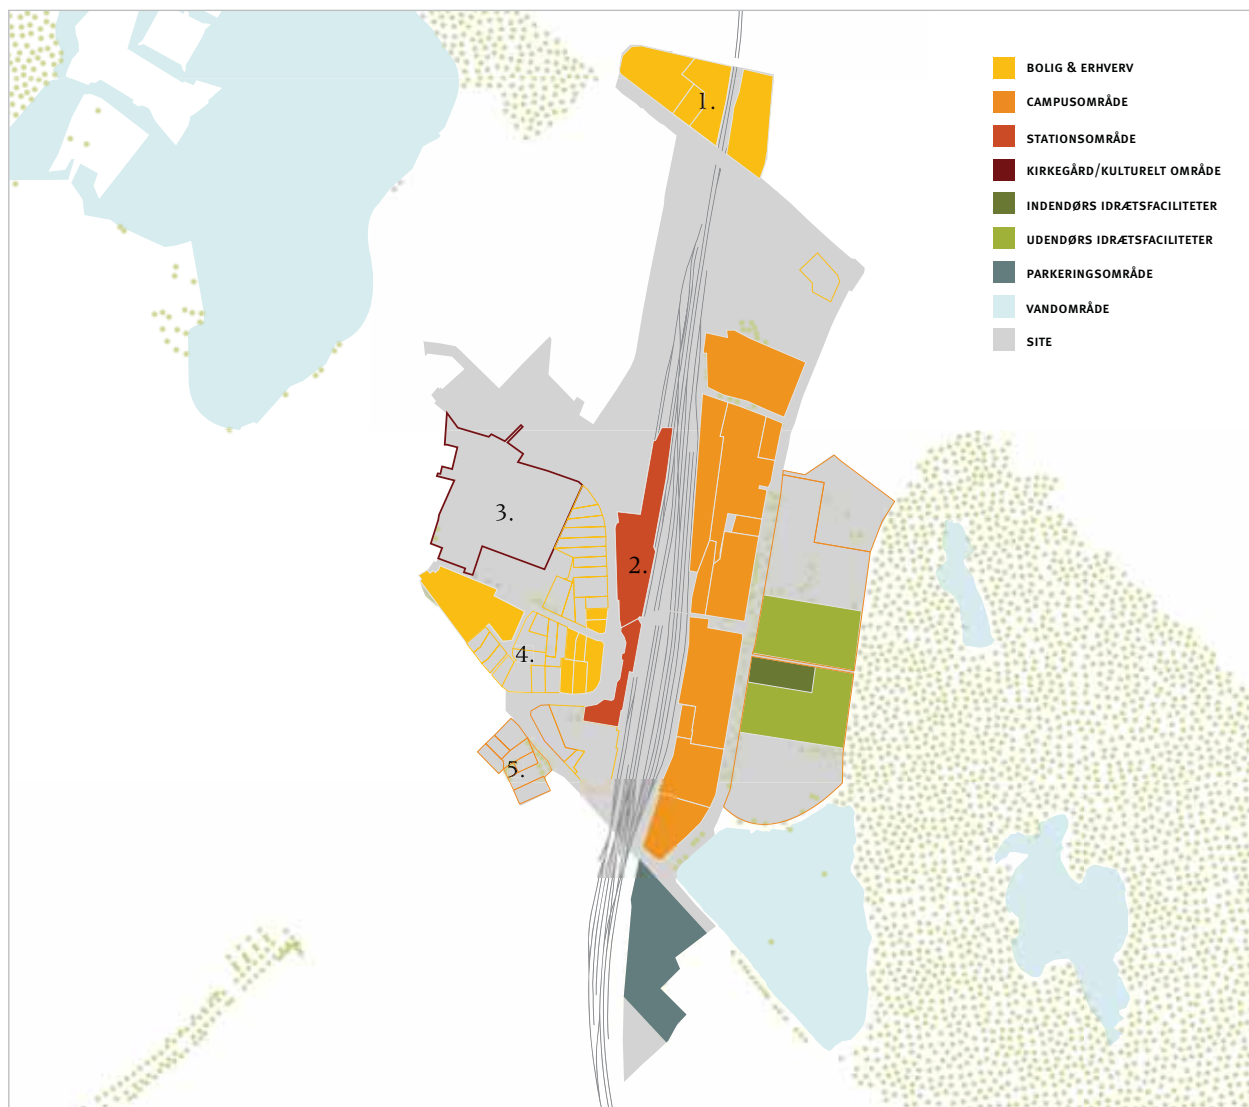 BOLIG & ERHVERV
CAMPUSOMRÅDE
STATIONSOMRÅDE
KIRKEGÅRD/KULTURELT OMRÅDE
INDENDØRS IDRÆTSFACILITETER
UDENDØRS IDRÆTSFACILITETER
PARKERINGSOMRÅDE
VANDOMRÅDE
SITE
1.
2.
3.
4.
5.